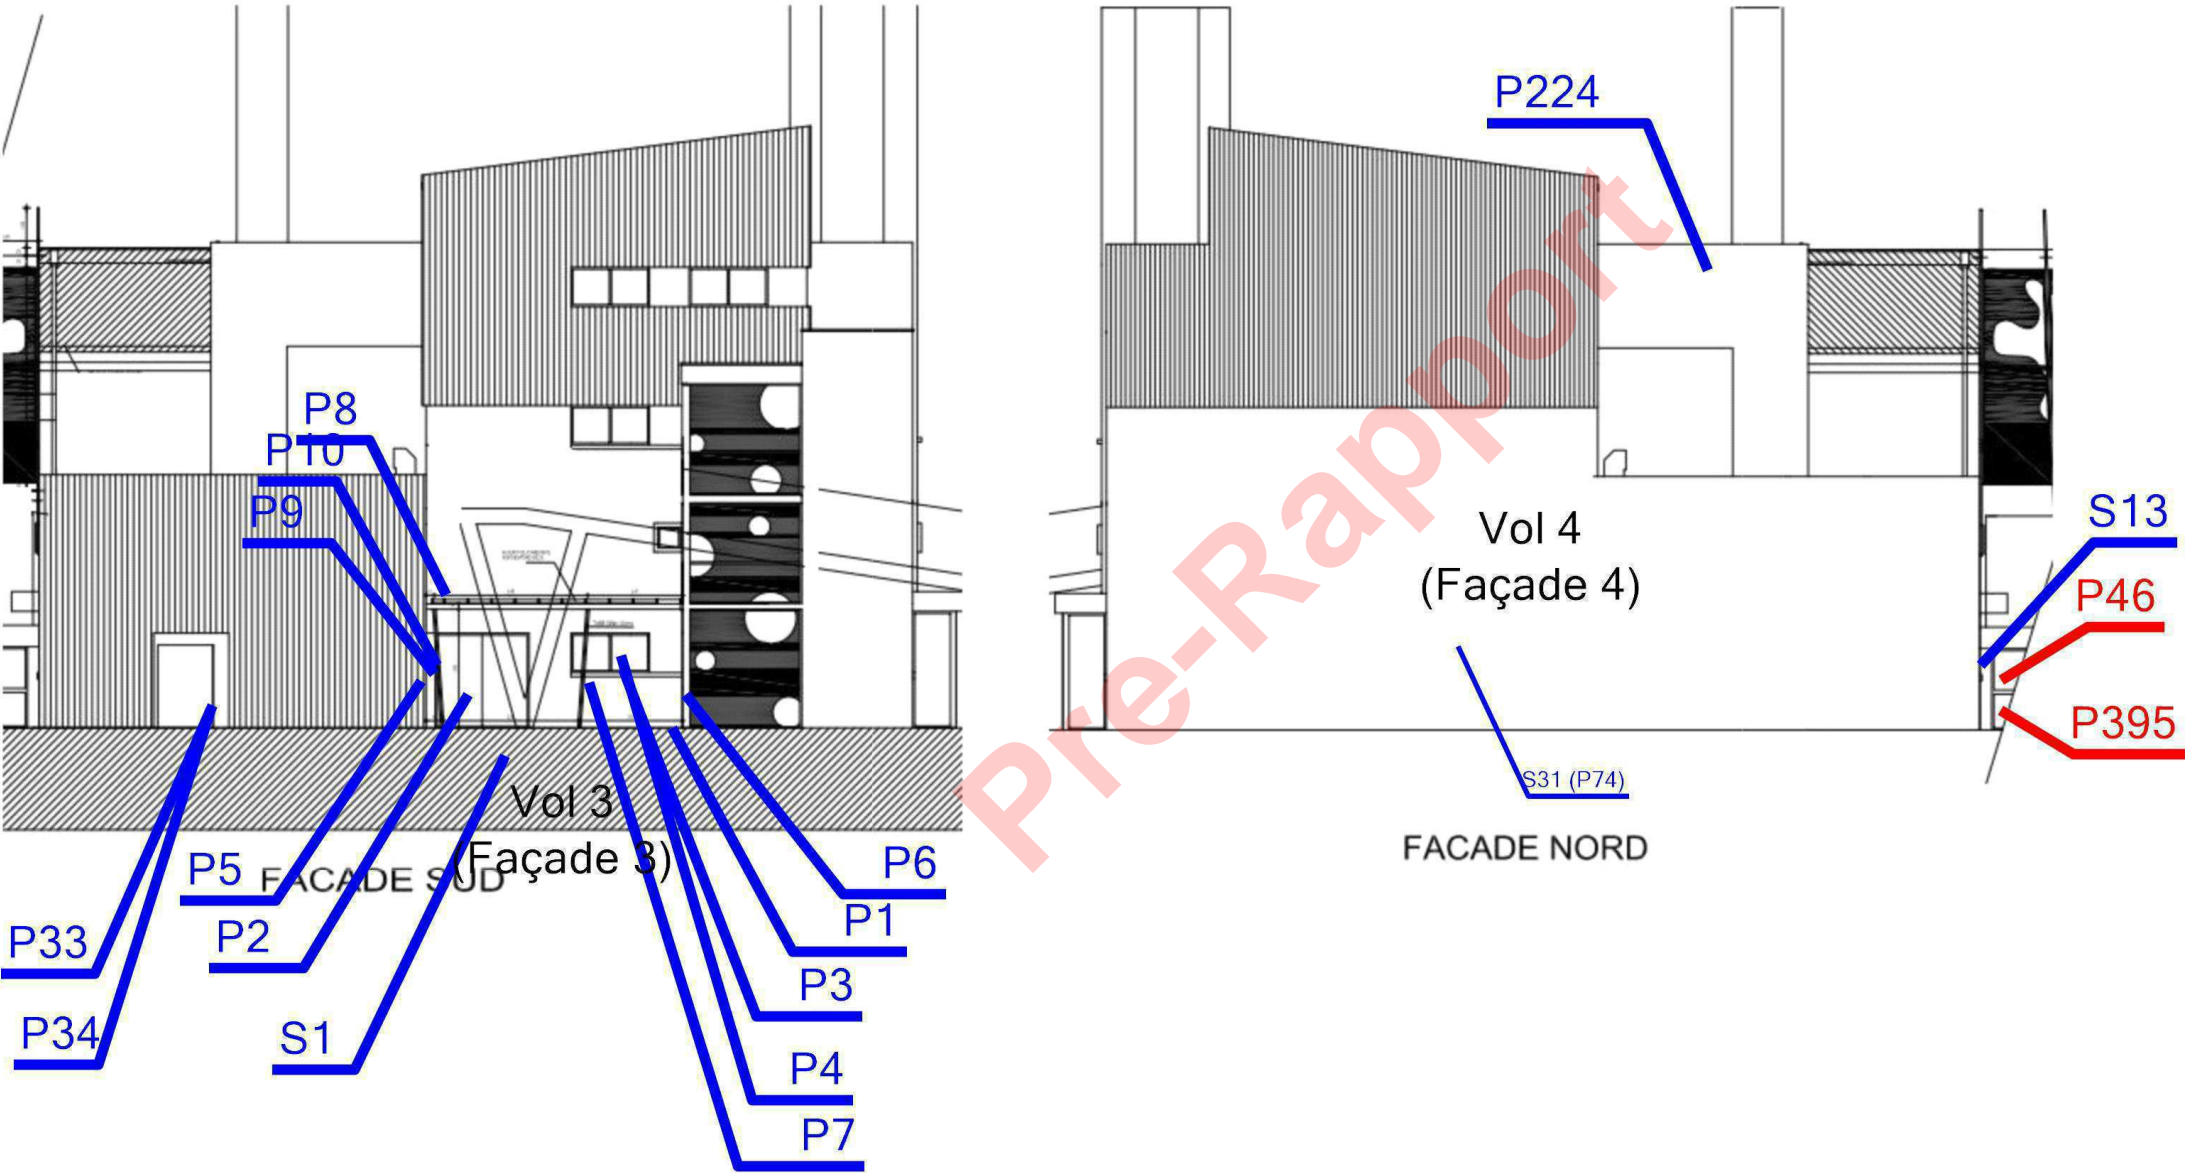 P224
P8
P10
P9
S13
Vol 4
(Façade 4)
P46
P395
S31 (P74)
Vol 3
(Façade 3)
FACADE SUD
FACADE NORD
P5
P6
P1
P33
P2
P3
P34
S1
P4
P7
Pre-Rapport